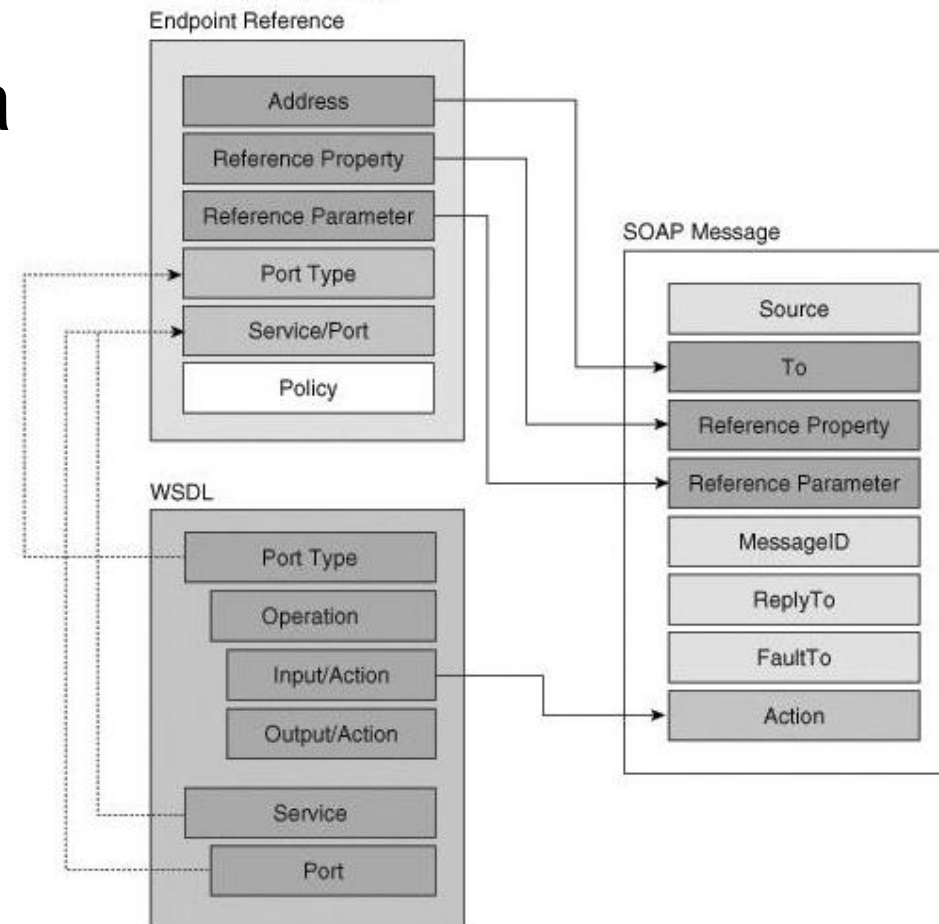 a
Endpoint Reference
Address
Reference Property
Reference Parameter
Port Type
Service/Port
Policy
SOAP Message
Source
To
Reference Property
Reference Parameter
MessageID
ReplyTo
FaultTo
Action
WSDL
Port Type
Operation
Input/Action
Output/Action
Service
Port